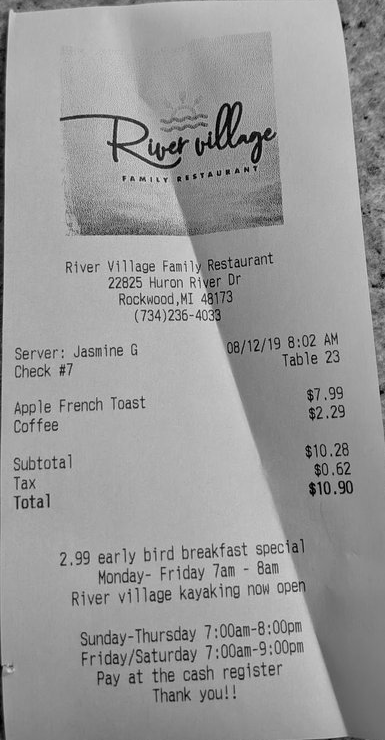 River village
FAMILY RESTAURANT
River Village Family Restaurant
22825 Huron River Dr
Rockwood,MI 48173
(734)236-4033
Server: Jasmine G 08/12/19 8:02 AM
Check #7 Table 23
Apple French Toast $7.99
Coffee $2.29
Subtotal $10.28
Tax $0.62
Total $10.90
2.99 early bird breakfast special
Monday- Friday 7am - 8am
River village kayaking now open
Sunday-Thursday 7:00am-8:00pm
Friday/Saturday 7:00am-9:00pm
Pay at the cash register
Thank you!!